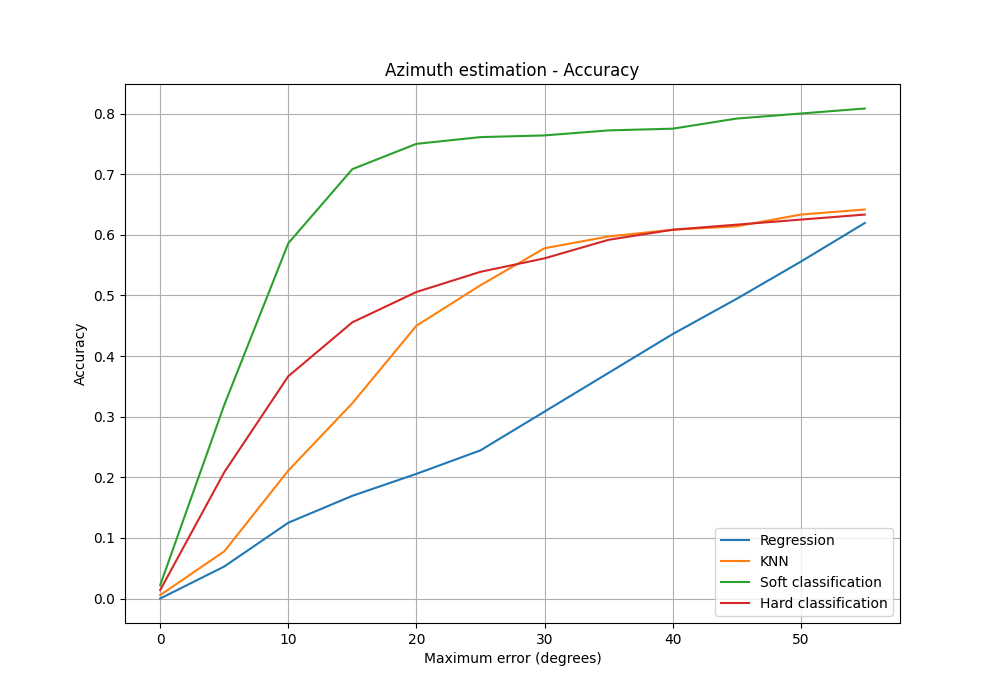 Azimuth estimation - Accuracy
Accuracy
0.8
0.7
0.6
0.5
0.4
0.3
0.2
0.1
0.0
0 10 20 30 40 50
Maximum error (degrees)
Regression
KNN
Soft classification
Hard classification